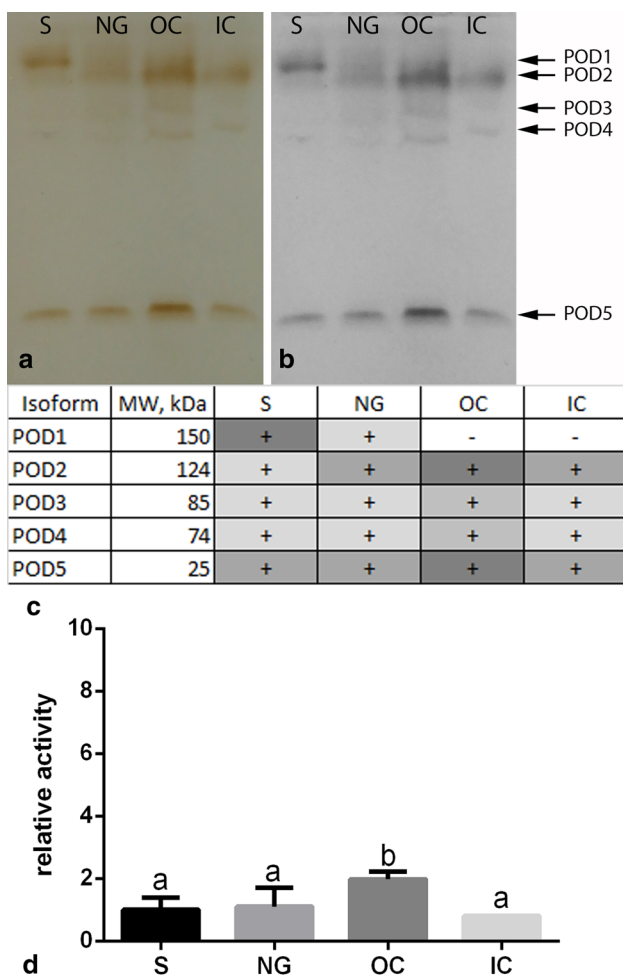 S NG OC IC S NG OC IC
POD1
POD2
POD3
POD4
POD5
a b
Isoform MW, kDa S NG OC IC
POD1 150 + + - -
POD2 124 + + + +
POD3 85 + + + +
POD4 74 + + + +
POD5 25 + + + +
c
10
8
6
4
2
0
relative activity
a a b a
S NG OC IC
d